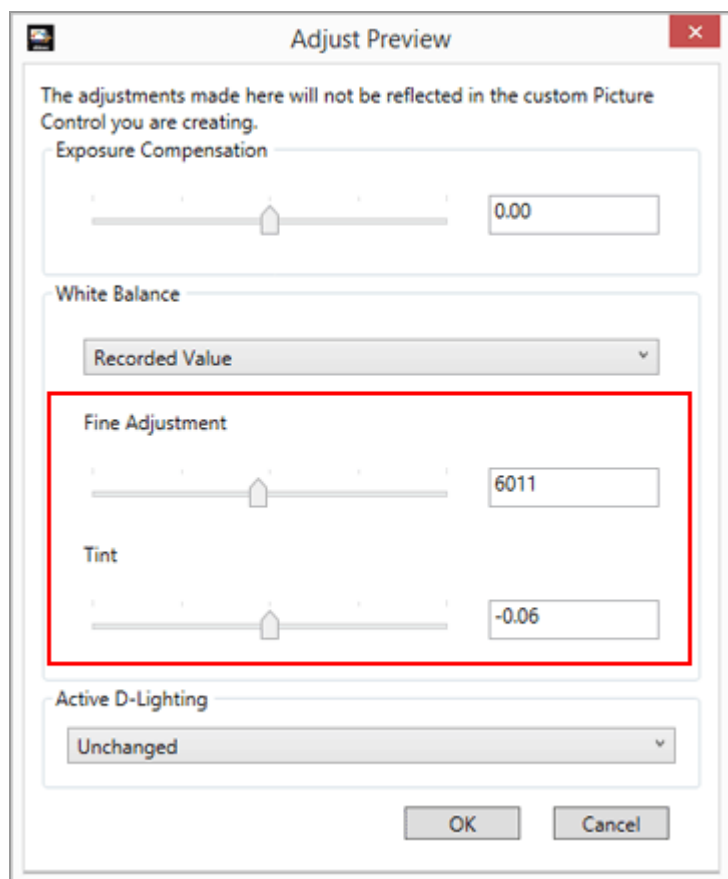 Adjust Preview
The adjustments made here will not be reflected in the custom Picture
Control you are creating.
Exposure Compensation
0.00
White Balance
Recorded Value
Fine Adjustment
6011
Tint
-0.06
Active D-Lighting
Unchanged
OK Cancel